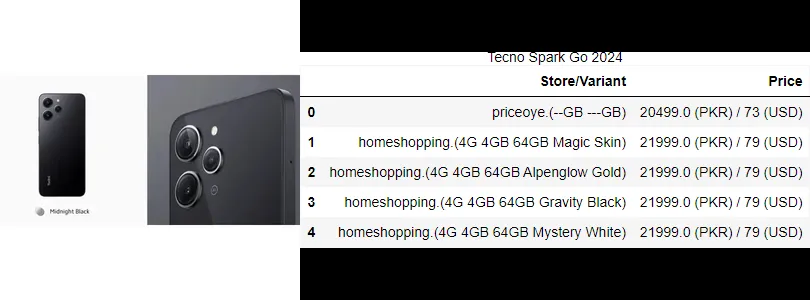 Midnight Black
Tecno Spark Go 2024
Store/Variant Price
0 priceoye.(--GB ---GB) 20499.0 (PKR) / 73 (USD)
1 homeshopping.(4G 4GB 64GB Magic Skin) 21999.0 (PKR) / 79 (USD)
2 homeshopping.(4G 4GB 64GB Alpenglow Gold) 21999.0 (PKR) / 79 (USD)
3 homeshopping.(4G 4GB 64GB Gravity Black) 21999.0 (PKR) / 79 (USD)
4 homeshopping.(4G 4GB 64GB Mystery White) 21999.0 (PKR) / 79 (USD)